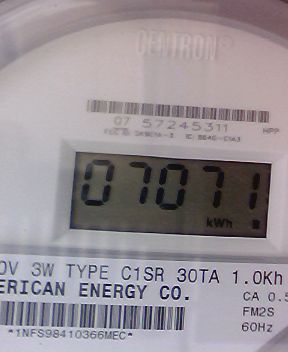 CENTRON®
07 57245311
HPP
07071
kWh
0V 3W TYPE C1SR 30TA 1.0Kh
ERICAN ENERGY CO.
CA 0.5
FM2S
*1NFS98410366MEC*
60Hz